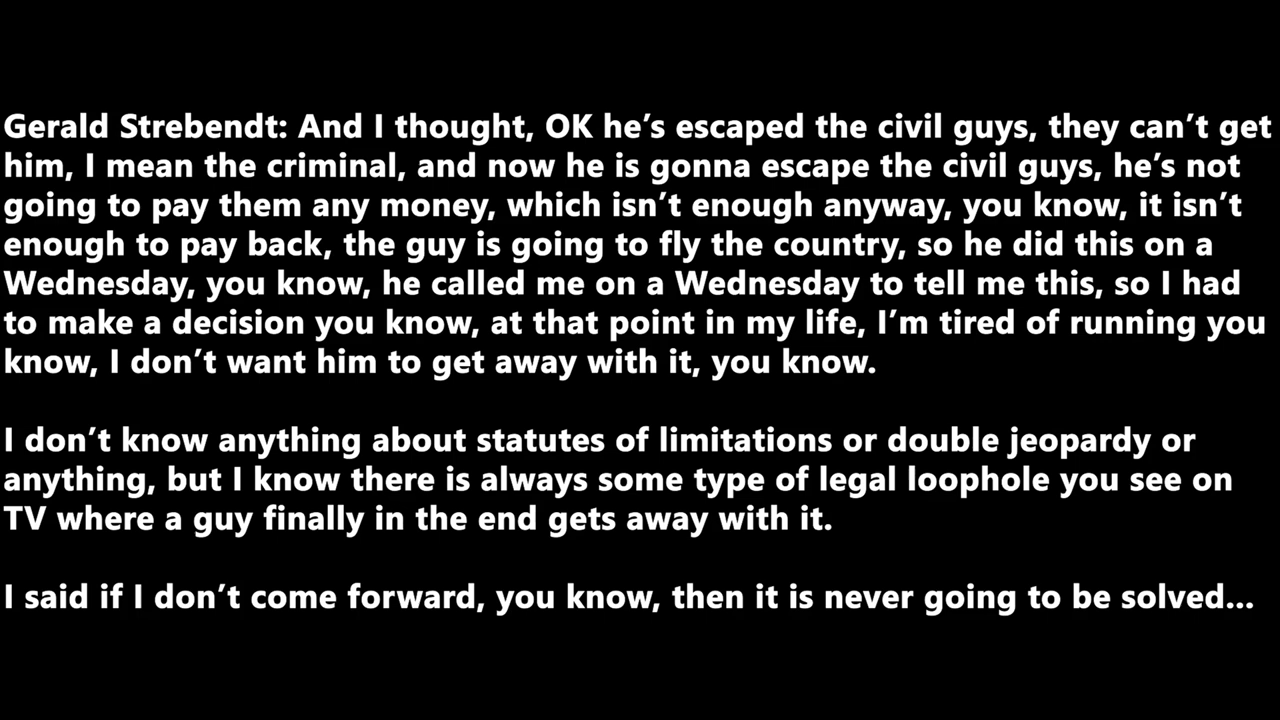 Gerald Strebendt: And I thought, OK he’s escaped the civil guys, they can’t get
him, I mean the criminal, and now he is gonna escape the civil guys, he’s not
going to pay them any money, which isn’t enough anyway, you know, it isn’t
enough to pay back, the guy is going to fly the country, so he did this on a
Wednesday, you know, he called me on a Wednesday to tell me this, so I had
to make a decision you know, at that point in my life, I’m tired of running you
know, I don’t want him to get away with it, you know.
I don’t know anything about statutes of limitations or double jeopardy or
anything, but I know there is always some type of legal loophole you see on
TV where a guy finally in the end gets away with it.
I said if I don’t come forward, you know, then it is never going to be solved...